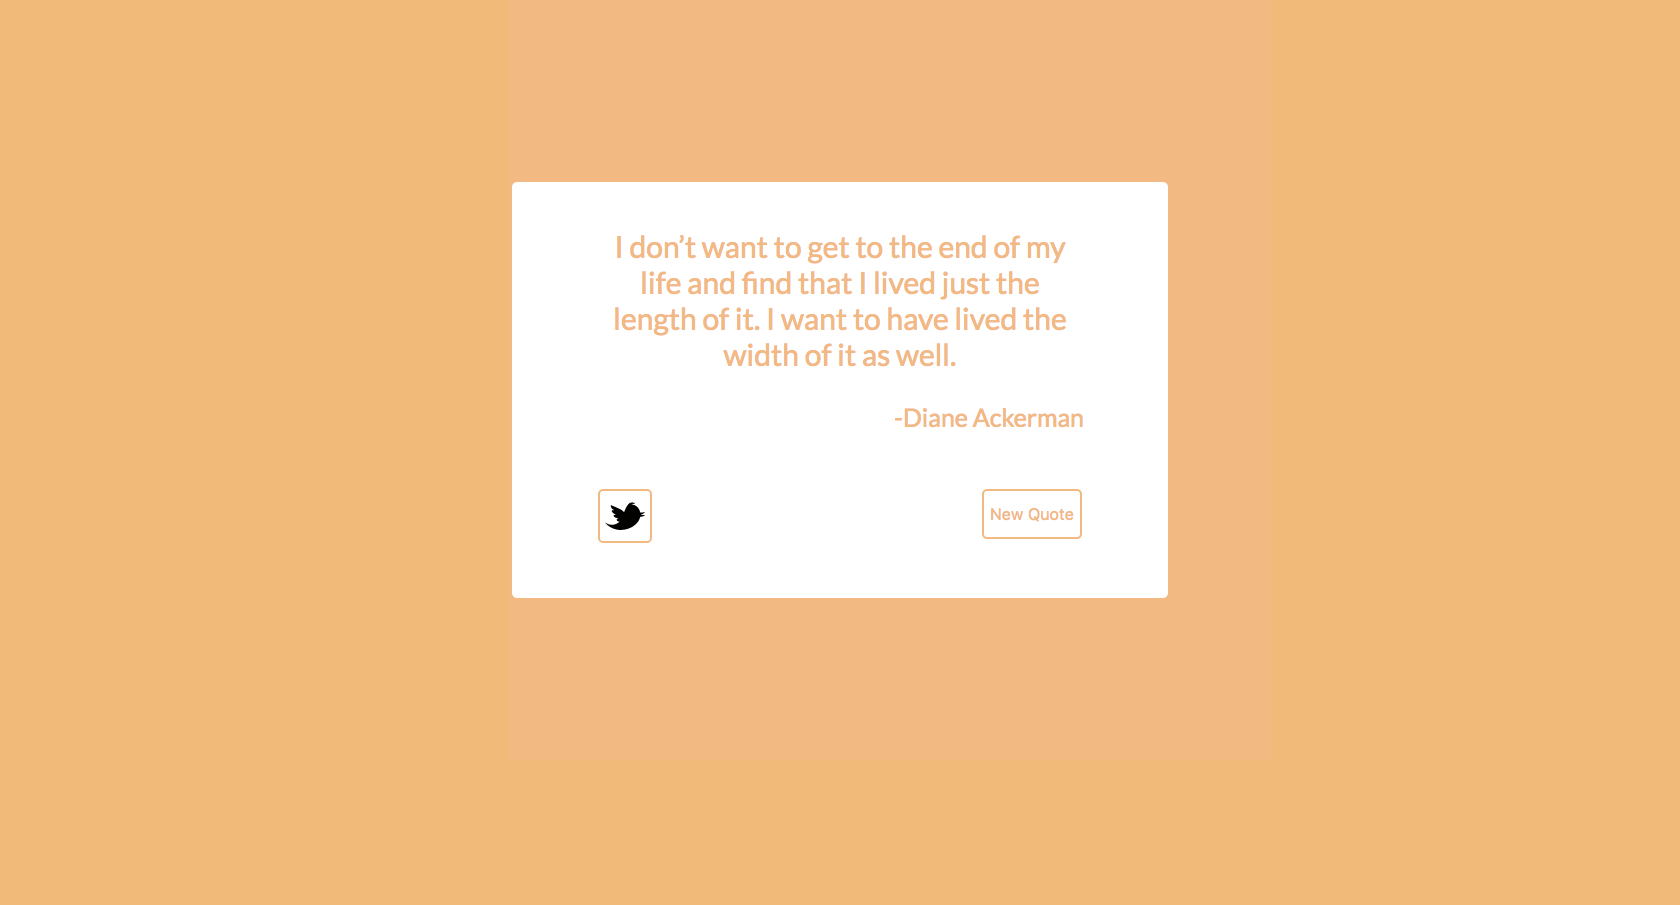 I don’t want to get to the end of my
life and find that I lived just the
length of it. I want to have lived the
width of it as well.
-Diane Ackerman
New Quote